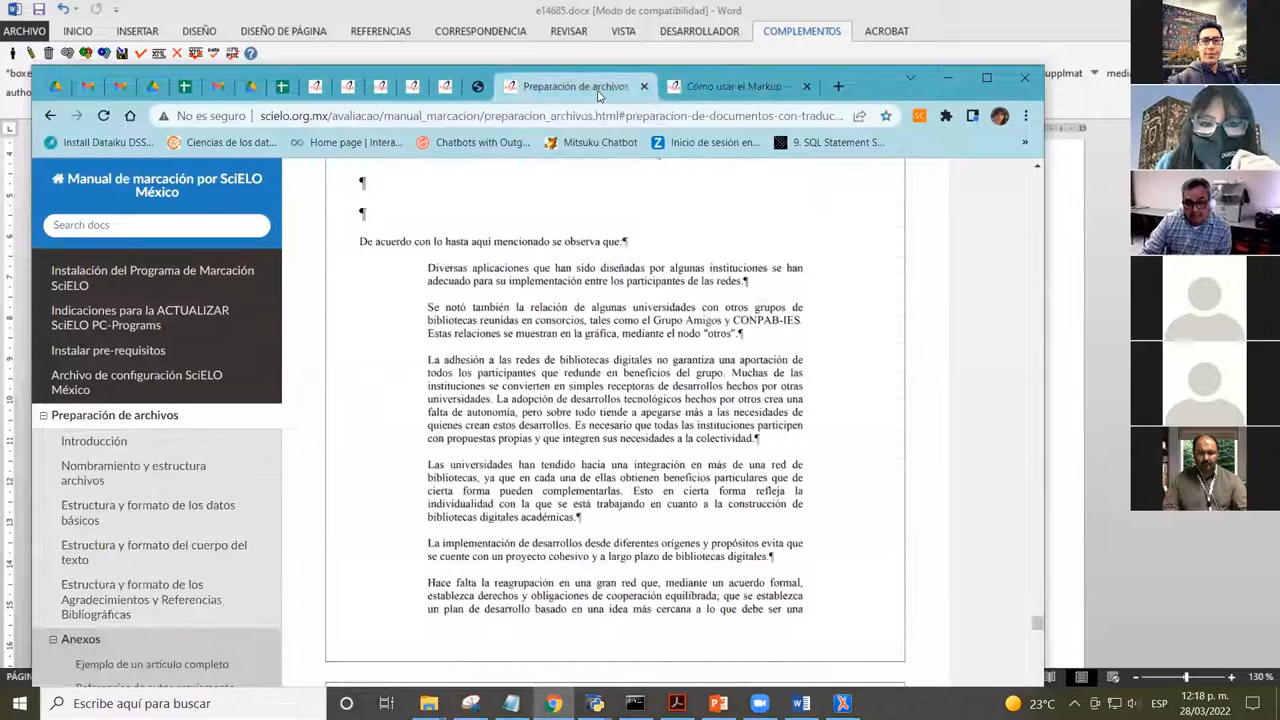 e14685.docx [Modo de compatibilidad] - Word
ARCHIVO INICIO INSERTAR DISEÑO DISEÑO DE PÁGINA REFERENCIAS CORRESPONDENCIA REVISAR VISTA DESARROLLADOR COMPLEMENTOS ACROBAT
"boxe
Supplmat
media
autho
Preparación de archivos
Cómo usar el Markup —
No es seguro
scielo.org.mx/avaliacao/manual_marcacion/preparacion_archivos.html#preparacion-de-documentos-con-traduc...
Install Dataiku DSS...
Ciencias de los dat...
Home page | Intera...
Chatbots with Outg...
Mitsuku Chatbot
Inicio de sesión en...
9. SQL Statement S...
»
Manual de marcación por SciELO
México
Search docs
Instalación del Programa de Marcación
SciELO
Indicaciones para la ACTUALIZAR
SciELO PC-Programs
Instalar pre-requisitos
Archivo de configuración SciELO
México
Preparación de archivos
Introducción
Nombramiento y estructura
archivos
Estructura y formato de los datos
básicos
Estructura y formato del cuerpo del
texto
Estructura y formato de los
Agradecimientos y Referencias
Bibliográficas
Anexos
Ejemplo de un artículo completo
¶
¶
De acuerdo con lo hasta aquí mencionado se observa que:¶
Diversas aplicaciones que han sido diseñadas por algunas instituciones se han
adecuado para su implementación entre los participantes de las redes.¶
Se notó también la relación de algunas universidades con otros grupos de
bibliotecas reunidas en consorcios, tales como el Grupo Amigos y CONPAB-IES.
Estas relaciones se muestran en la gráfica, mediante el nodo "otros".¶
La adhesión a las redes de bibliotecas digitales no garantiza una aportación de
todos los participantes que redunde en beneficios del grupo. Muchas de las
instituciones se convierten en simples receptoras de desarrollos hechos por otras
universidades. La adopción de desarrollos tecnológicos hechos por otros crea una
falta de autonomía, pero sobre todo tiende a apegarse más a las necesidades de
quienes crean estos desarrollos. Es necesario que todas las instituciones participen
con propuestas propias y que integren sus necesidades a la colectividad.¶
Las universidades han tendido hacia una integración en más de una red de
bibliotecas, ya que en cada una de ellas obtienen beneficios particulares que de
cierta forma pueden complementarlas. Esto en cierta forma refleja la
individualidad con la que se está trabajando en cuanto a la construcción de
bibliotecas digitales académicas.¶
La implementación de desarrollos desde diferentes orígenes y propósitos evita que
se cuente con un proyecto cohesivo y a largo plazo de bibliotecas digitales.¶
Hace falta la reagrupación en una gran red que, mediante un acuerdo formal,
establezca derechos y obligaciones de cooperación equilibrada; que se establezca
un plan de desarrollo basado en una idea más cercana a lo que debe ser una
PÁGIN
130 %
Escribe aquí para buscar
23°C
ESP
12:18 p. m.
28/03/2022